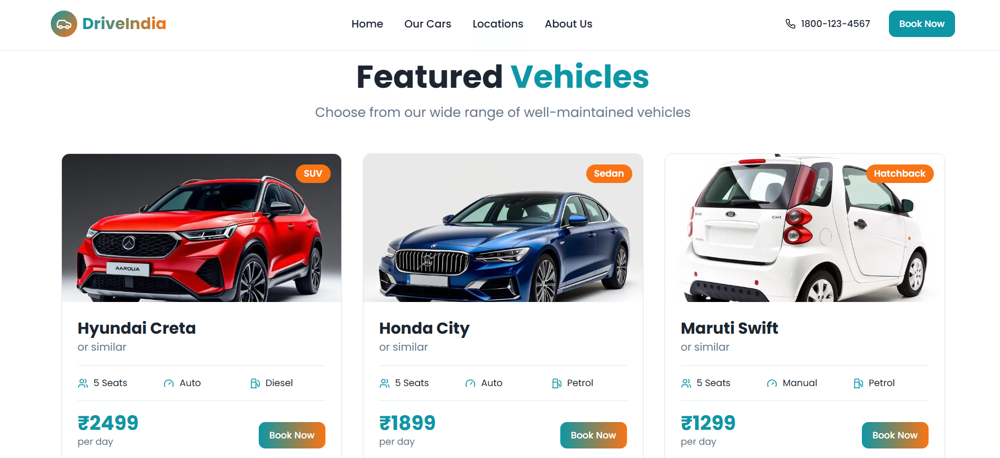 DriveIndia
Home Our Cars Locations About Us
1800-123-4567
Book Now
Featured Vehicles
Choose from our wide range of well-maintained vehicles
SUV
AAROUA
Hyundai Creta
or similar
5 Seats Auto Diesel
₹2499
per day
Book Now
Sedan
Honda City
or similar
5 Seats Auto Petrol
₹1899
per day
Book Now
Hatchback
Maruti Swift
or similar
5 Seats Manual Petrol
₹1299
per day
Book Now